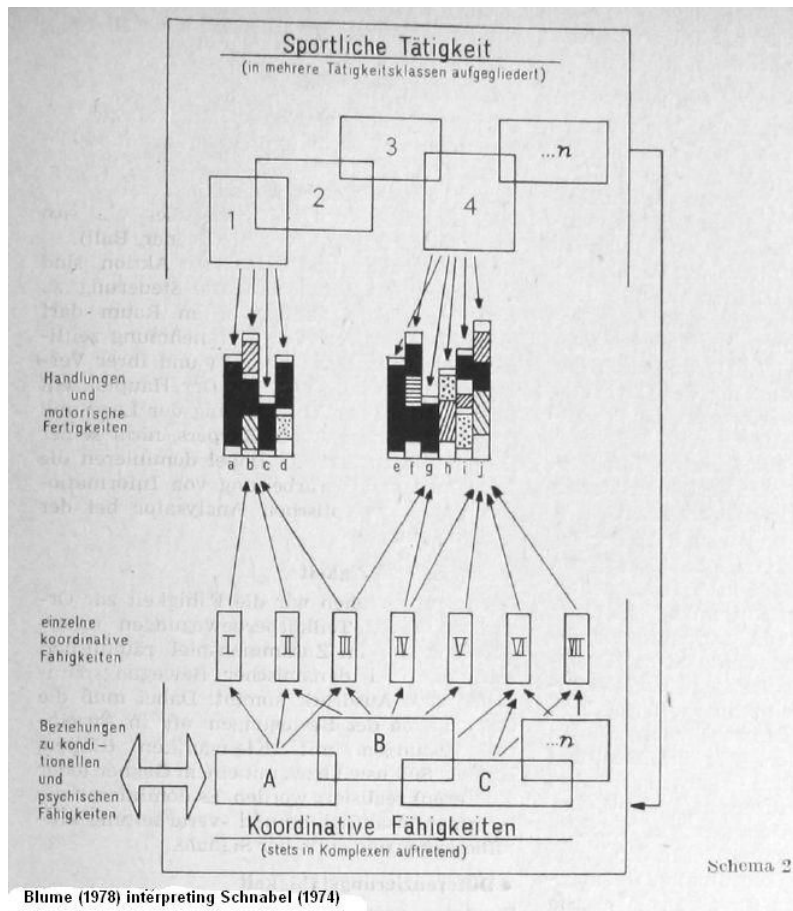 Sportliche Tätigkeit
(in mehrere Tätigkeitsklassen aufgegliedert)
3
...n
2
4
1
Handlungen
und
motorische
Fertigkeiten
a b c d
e f g h i j
einzelne
koordinative
Fähigkeiten
I II III IV V VI VII
Beziehungen
zu kondi-
tionellen
und
psychischen
Fähigkeiten
...n
B
A
C
Koordinative Fähigkeiten
(stets in Komplexen auftretend)
Schema 2
Blume (1978) interpreting Schnabel (1974)